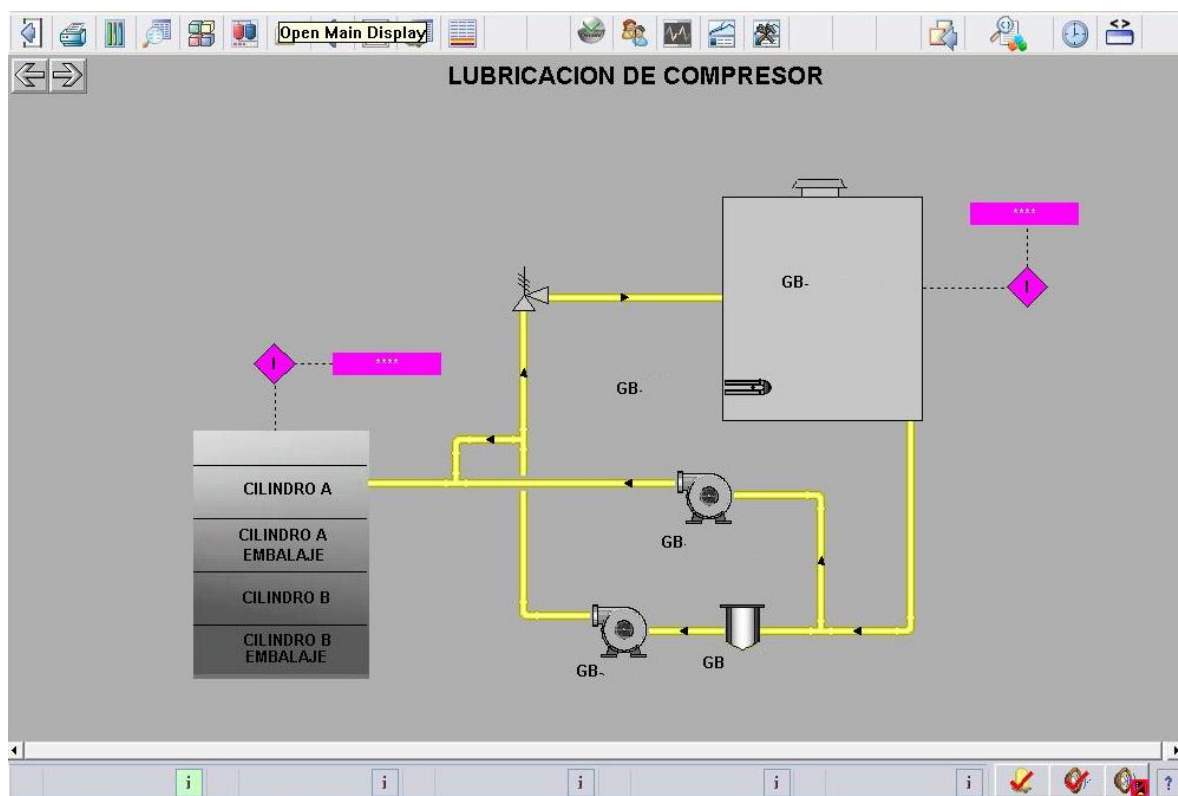 Open Main Display
LUBRICACION DE COMPRESOR
****
GB-
I
I
****
GB-
CILINDRO A
CILINDRO A
EMBALAJE
GB-
CILINDRO B
CILINDRO B
EMBALAJE
GB-
GB
i
i
i
i
i
?